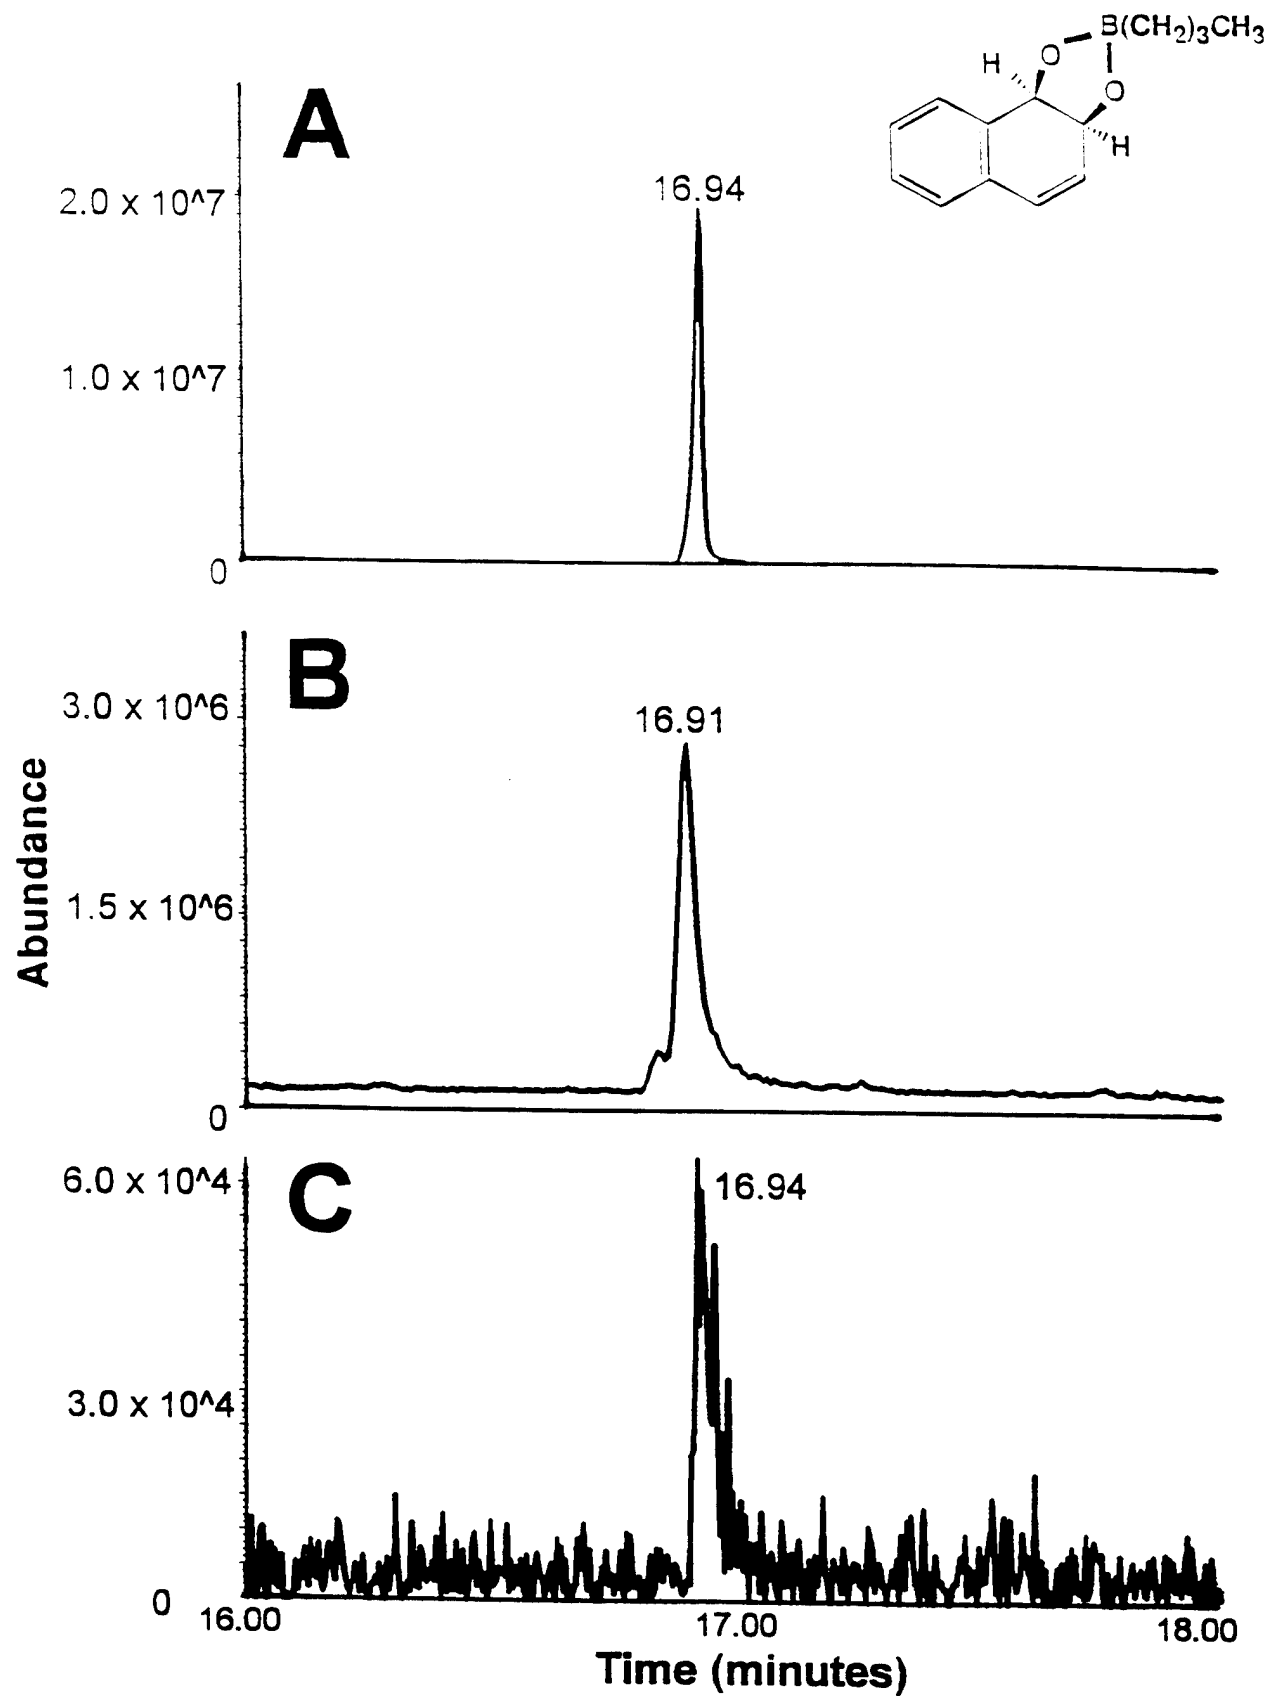 B(CH2)3CH3
O
H
O
H
A
16.94
2.0 x 10^7
1.0 x 10^7
0
B
16.91
3.0 x 10^6
1.5 x 10^6
0
Abundance
C
16.94
6.0 x 10^4
3.0 x 10^4
0
16.00 17.00 18.00
Time (minutes)